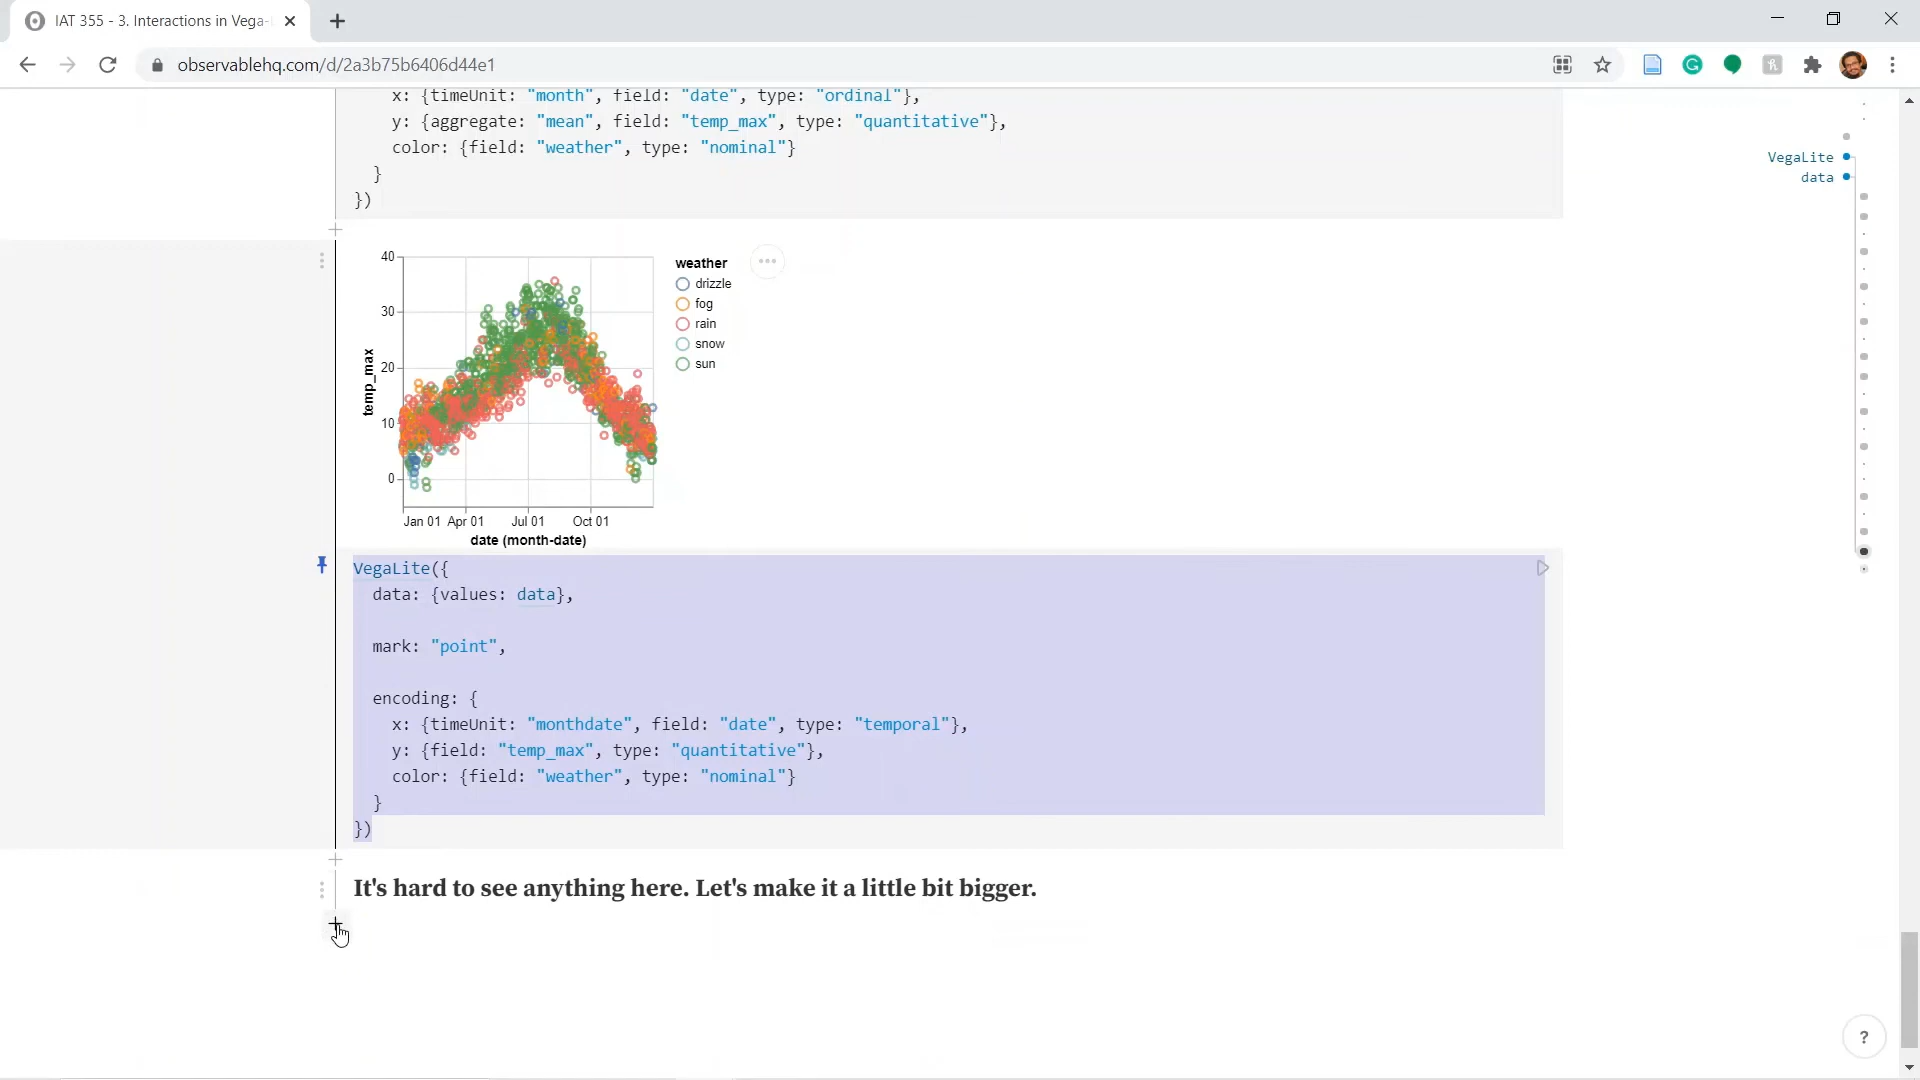 IAT 355 - 3. Interactions in Vega-
observablehq.com/d/2a3b75b6406d44e1
x: {timeUnit: "month", field: "date", type: "ordinal"},
y: {aggregate: "mean", field: "temp_max", type: "quantitative"},
color: {field: "weather", type: "nominal"}
}
})
VegaLite
data
40
30
20
10
0
temp_max
Jan 01 Apr 01 Jul 01 Oct 01
date (month-date)
weather
drizzle
fog
rain
snow
sun
VegaLite({
data: {values: data},
mark: "point",
encoding: {
x: {timeUnit: "monthdate", field: "date", type: "temporal"},
y: {field: "temp_max", type: "quantitative"},
color: {field: "weather", type: "nominal"}
}
})
It's hard to see anything here. Let's make it a little bit bigger.
?